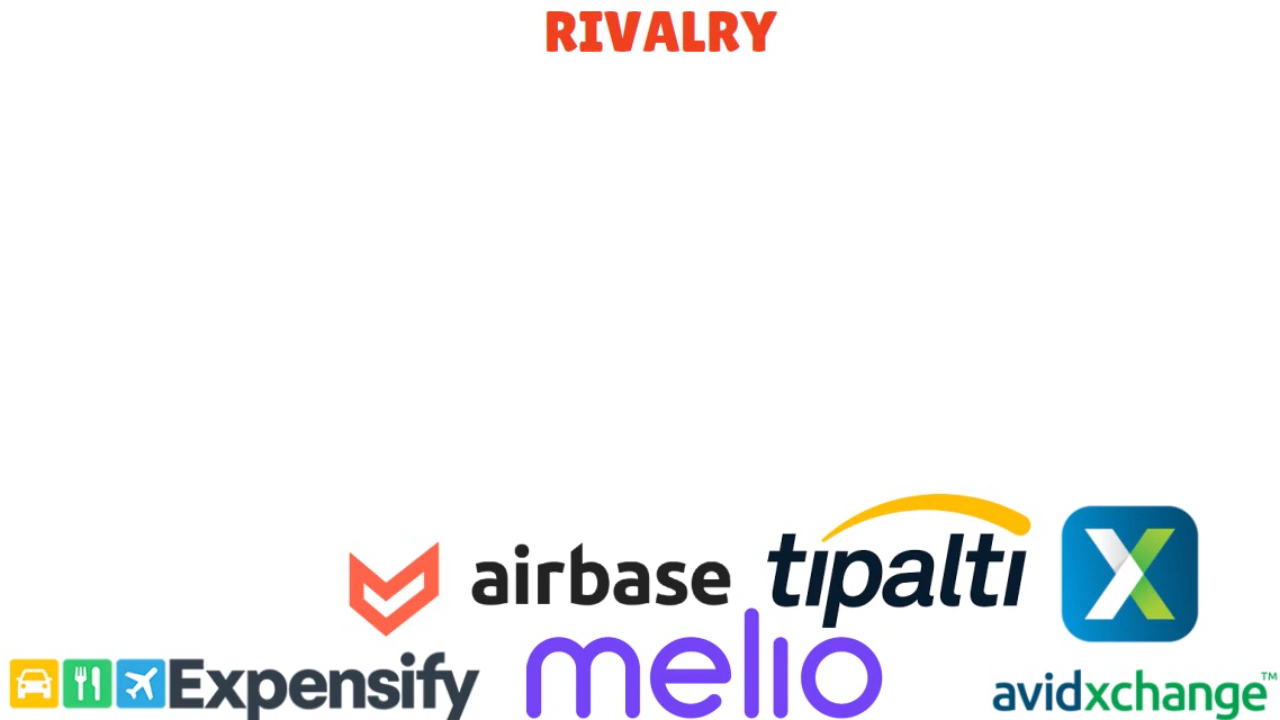 RIVALRY
airbase
tipalti
X
Expensify
melio
avidxchange™